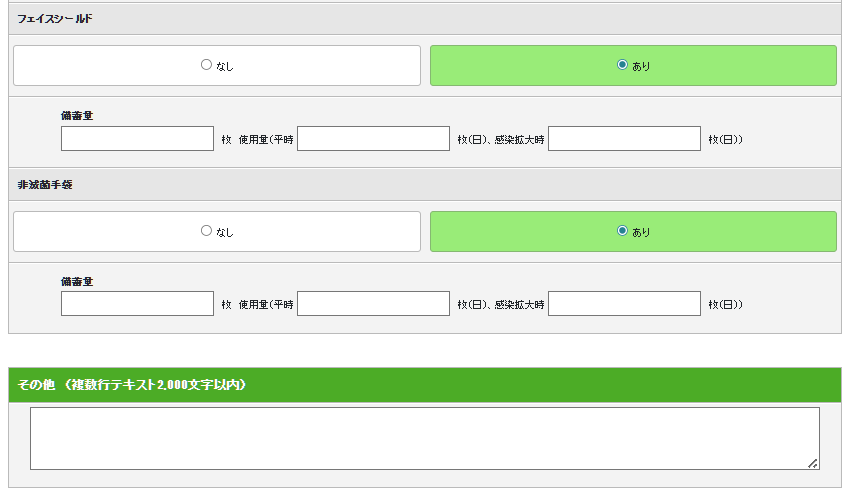 フェイスシールド
なし あり
備蓄量
枚 使用量(平時 枚(日)、感染拡大時 枚(日))
非滅菌手袋
なし あり
備蓄量
枚 使用量(平時 枚(日)、感染拡大時 枚(日))
その他 (複数行テキスト2,000文字以内)